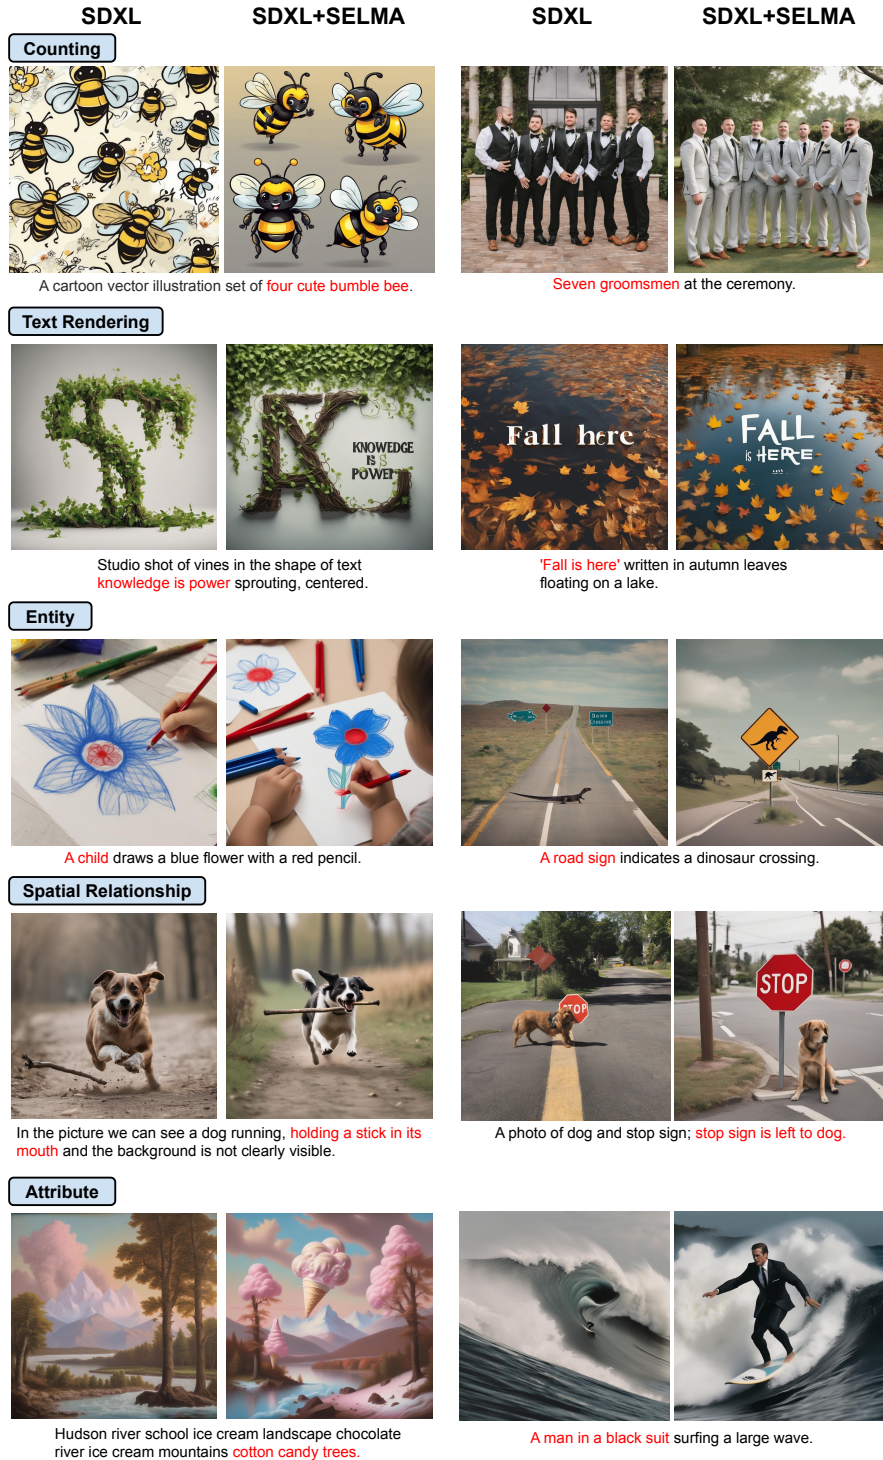 SDXL
SDXL+SELMA
SDXL
SDXL+SELMA
Counting
A cartoon vector illustration set of four cute bumble bee.
Seven groomsmen at the ceremony.
Text Rendering
KNOWLEDGE
IS S
POWER
Fall here
FALL
is HERE
Studio shot of vines in the shape of text
knowledge is power sprouting, centered.
'Fall is here' written in autumn leaves
floating on a lake.
Entity
A child draws a blue flower with a red pencil.
A road sign indicates a dinosaur crossing.
Spatial Relationship
STOP
STOP
In the picture we can see a dog running, holding a stick in its
mouth and the background is not clearly visible.
A photo of dog and stop sign; stop sign is left to dog.
Attribute
Hudson river school ice cream landscape chocolate
river ice cream mountains cotton candy trees.
A man in a black suit surfing a large wave.